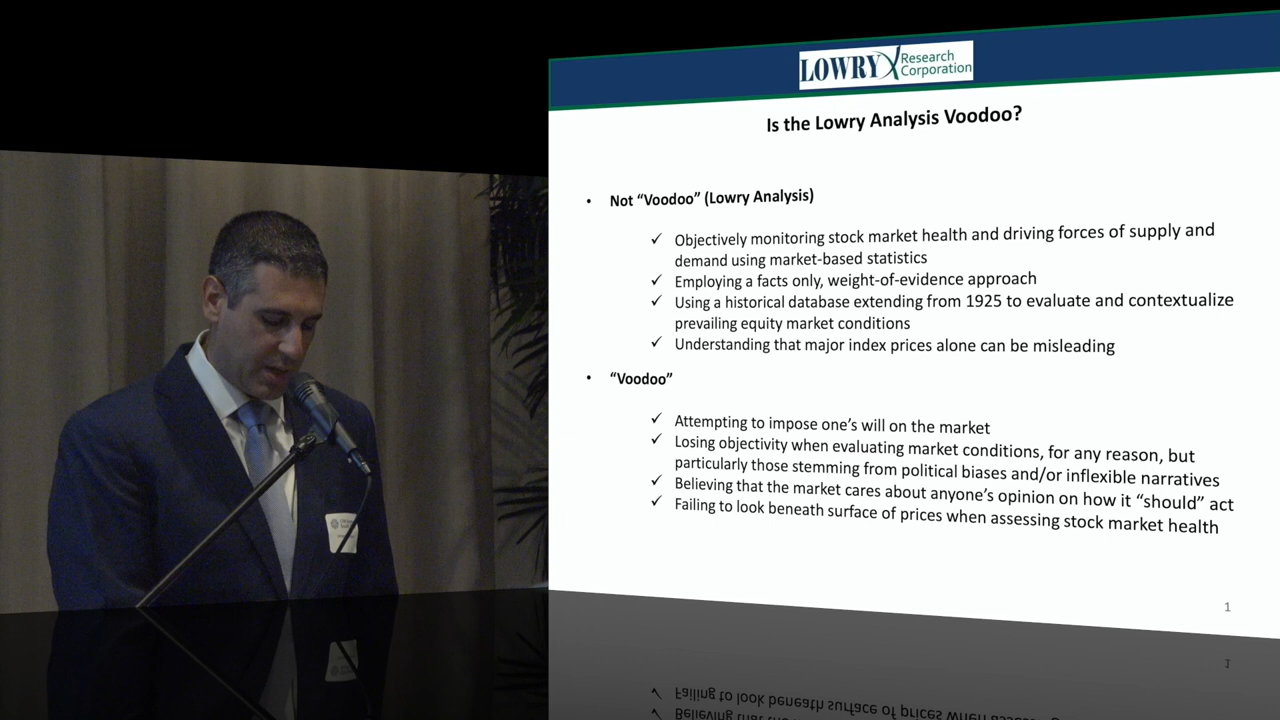 LOWRY Research
Corporation
Is the Lowry Analysis Voodoo?
• Not “Voodoo” (Lowry Analysis)
✓ Objectively monitoring stock market health and driving forces of supply and
demand using market-based statistics
✓ Employing a facts only, weight-of-evidence approach
✓ Using a historical database extending from 1925 to evaluate and contextualize
prevailing equity market conditions
✓ Understanding that major index prices alone can be misleading
• “Voodoo”
✓ Attempting to impose one’s will on the market
✓ Losing objectivity when evaluating market conditions, for any reason, but
particularly those stemming from political biases and/or inflexible narratives
✓ Believing that the market cares about anyone’s opinion on how it “should” act
✓ Failing to look beneath surface of prices when assessing stock market health
1